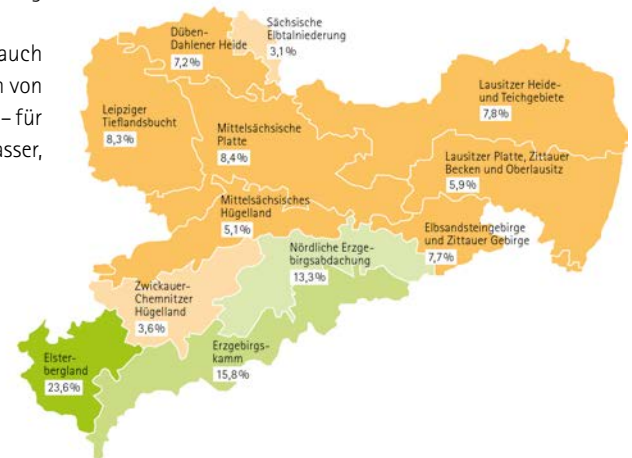 auch
n von
– für
asser,
Düben-
Dahlener Heide
7,2%
Sächsische
Elbtalniederung
3,1%
Leipziger
Tieflandsbucht
8,3%
Mittelsächsische
Platte
8,4%
Lausitzer Heide-
und Teichgebiete
7,8%
Lausitzer Platte, Zittauer
Becken und Oberlausitz
5,9%
Mittelsächsisches
Hügelland
5,1%
Elbsandsteingebirge
und Zittauer Gebirge
7,7%
Nördliche Erzge-
birgsabdachung
13,3%
Zwickauer-
Chemnitzer
Hügelland
3,6%
Erzgebirgs-
kamm
15,8%
Elster-
bergland
23,6%